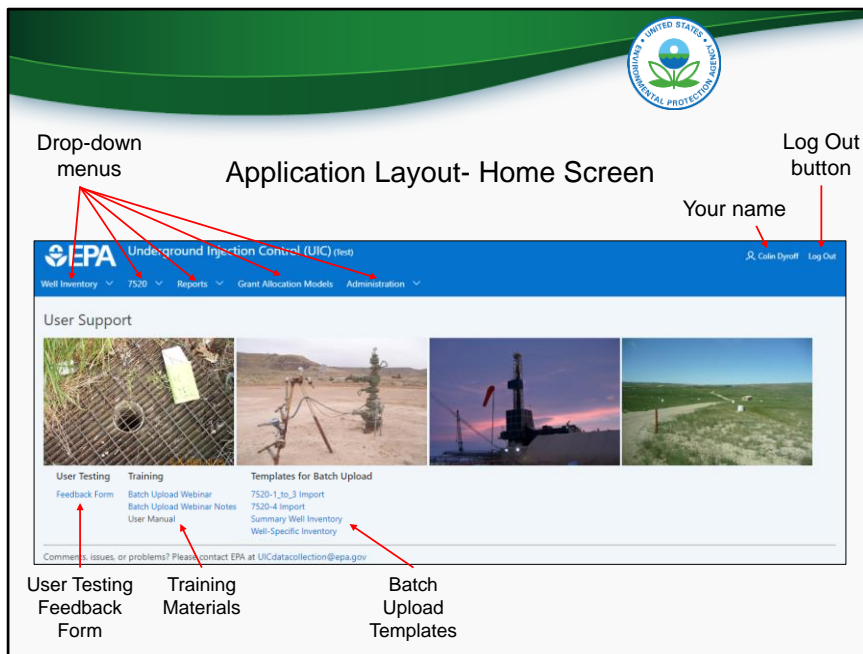 UNITED STATES
ENVIRONMENTAL PROTECTION AGENCY
Drop-down
menus
Application Layout- Home Screen
Log Out
button
Your name
EPA
Underground Injection Control (UIC) (Test)
Colin Dyroff Log Out
Well Inventory 7520 Reports Grant Allocation Models Administration
User Support
User Testing Training Templates for Batch Upload
Feedback Form Batch Upload Webinar 7520-1_to_3 Import
Batch Upload Webinar Notes 7520-4 Import
User Manual Summary Well Inventory
Well-Specific Inventory
Comments, issues, or problems? Please contact EPA at UICdatacollection@epa.gov
User Testing
Feedback
Form
Training
Materials
Batch
Upload
Templates